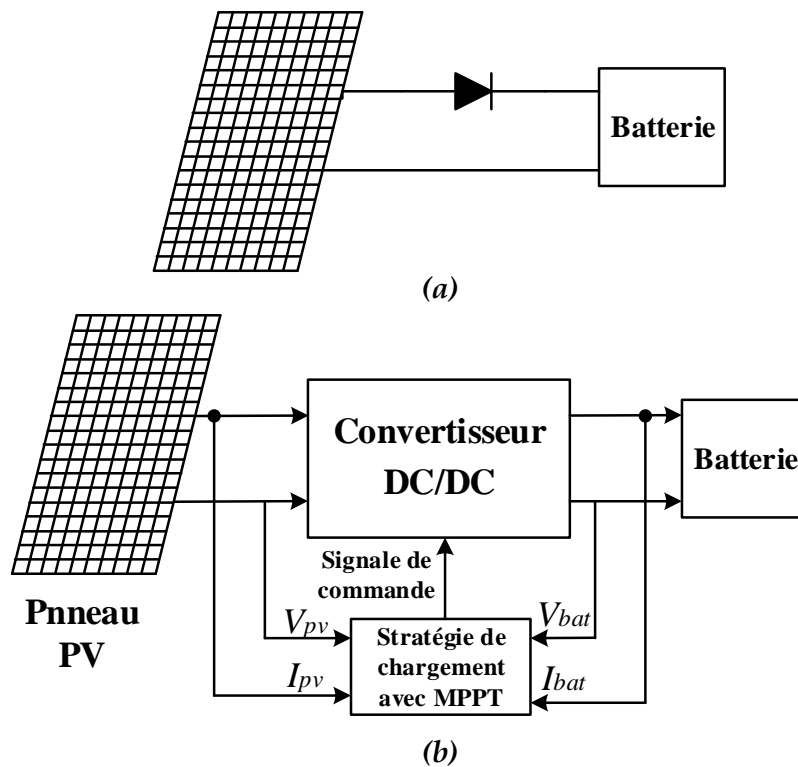 Batterie
(a)
Convertisseur
DC/DC
Batterie
Signale de
commande
Pnneau
PV
Vpv
Stratégie de
chargement
avec MPPT
Vbat
Ipv
Ibat
(b)